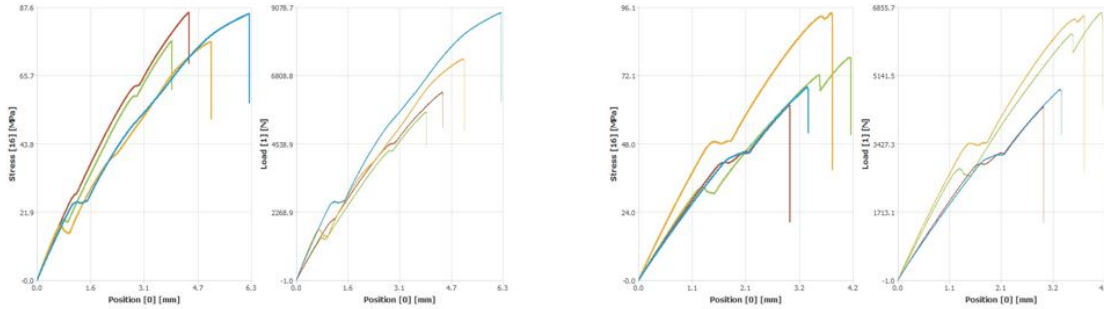 87.6
65.7
43.8
21.9
-0.0
Stress [16] [MPa]
0.0 1.6 3.1 4.7 6.3
Position [0] [mm]
9078.7
6808.8
4538.9
2268.9
-1.0
Load [1] [N]
0.0 1.6 3.1 4.7 6.3
Position [0] [mm]
96.1
72.1
48.0
24.0
-0.0
Stress [16] [MPa]
0.0 1.1 2.1 3.2 4.2
Position [0] [mm]
6855.7
5141.5
3427.3
1713.1
-1.0
Load [1] [N]
0.0 1.1 2.1 3.2
Position [0] [mm]